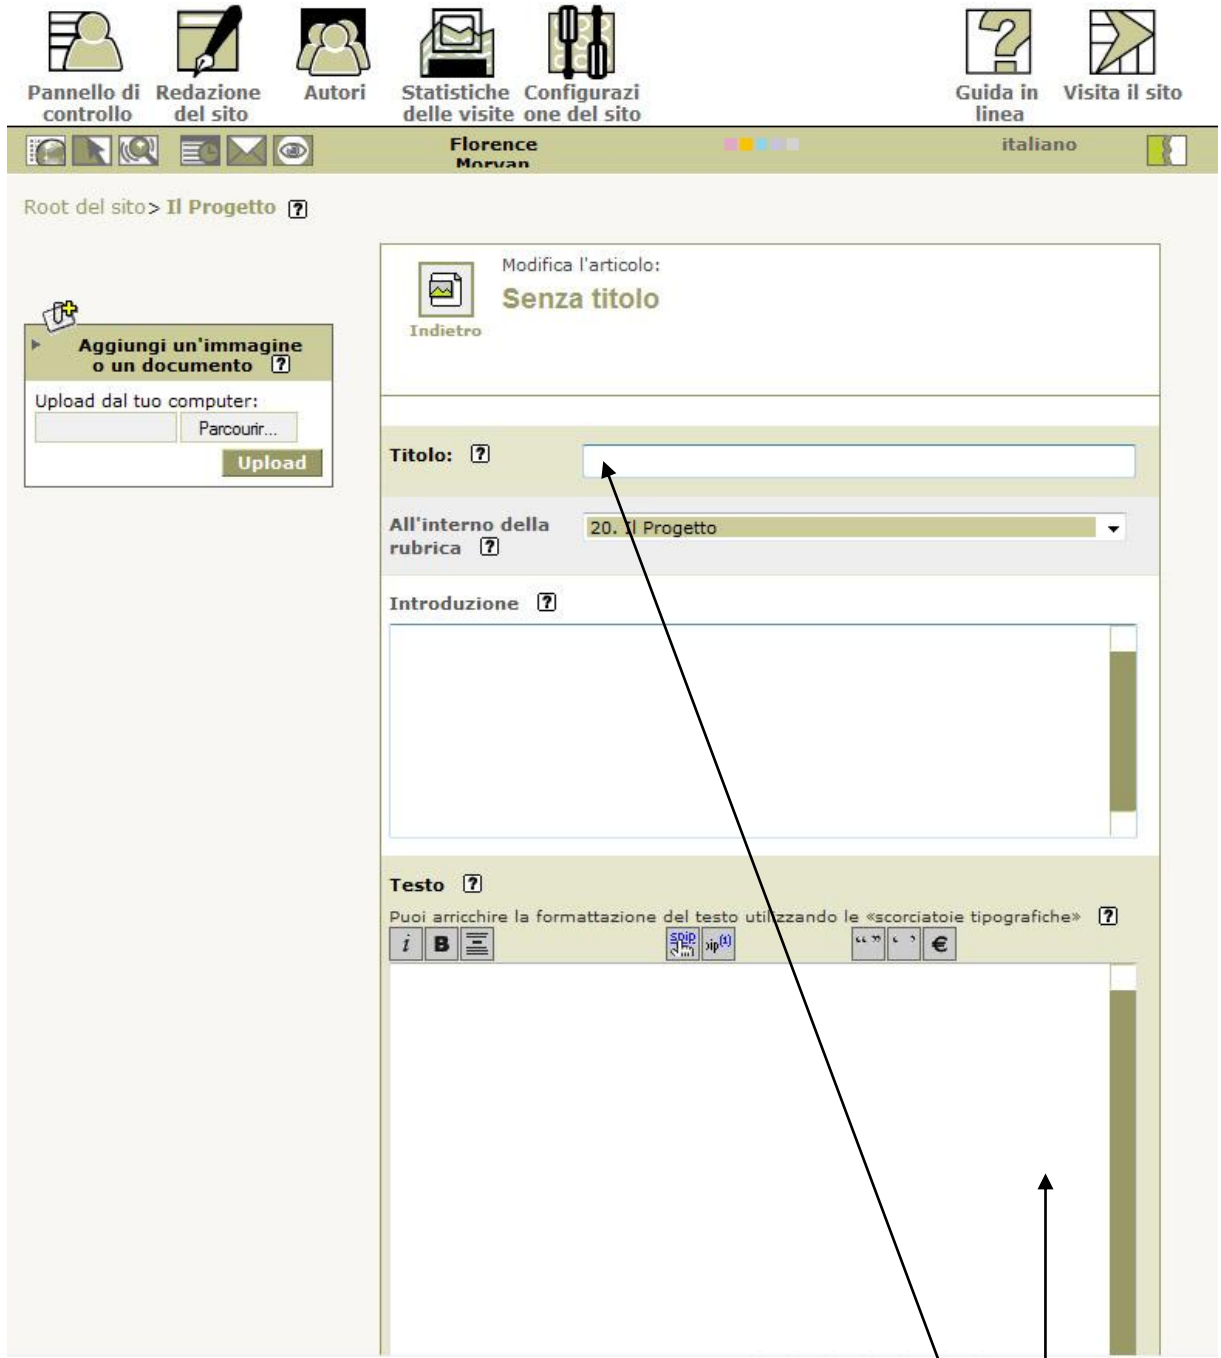 Pannello di controllo
Redazione del sito
Autori
Statistiche delle visite
Configurazi one del sito
Guida in linea
Visita il sito
Florence Morvan
italiano
Root del sito > Il Progetto ?
Modifica l'articolo:
Senza titolo
Indietro
Aggiungi un'immagine
o un documento ?
Upload dal tuo computer:
Parcourir...
Upload
Titolo: ?
All'interno della
rubrica ?
20. Il Progetto
Introduzione ?
Testo ?
Puoi arricchire la formattazione del testo utilizzando le «scorciatoie tipografiche» ?
i B “ ” ‘ ’ €